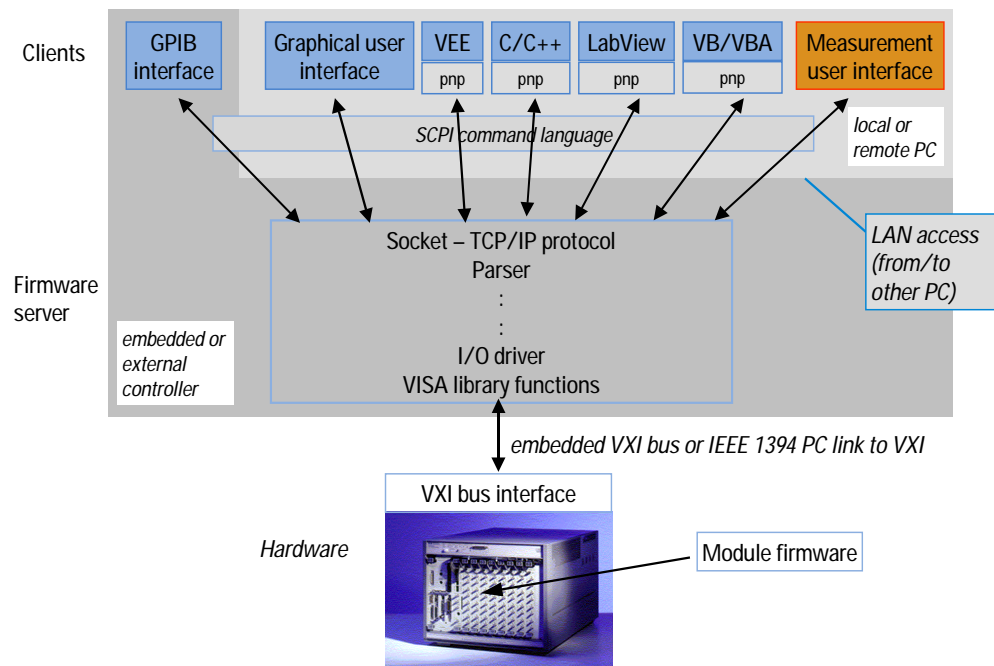 Clients
GPIB
interface
Graphical user
interface
VEE
pnp
C/C++
pnp
LabView
pnp
VB/VBA
pnp
Measurement
user interface
SCPI command language
local or
remote PC
LAN access
(from/to
other PC)
Firmware
server
Socket – TCP/IP protocol
Parser
:
:
I/O driver
VISA library functions
embedded or
external
controller
embedded VXI bus or IEEE 1394 PC link to VXI
VXI bus interface
Hardware
Module firmware